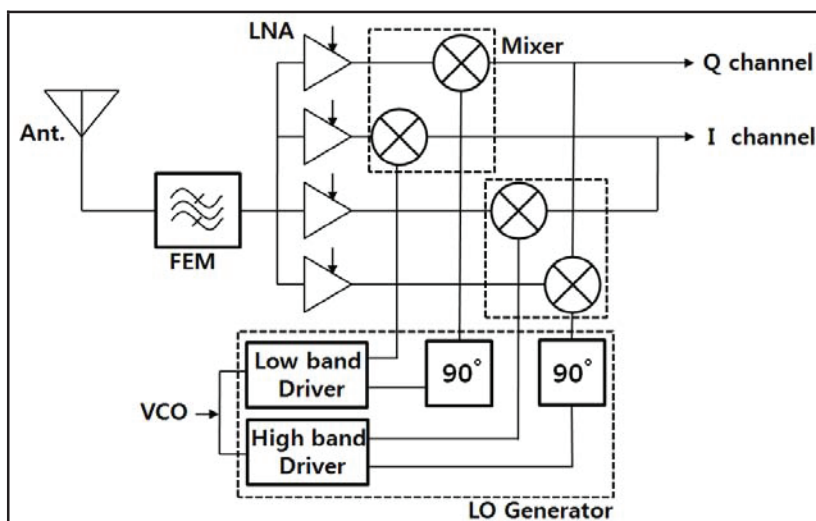 LNA
Mixer
Q channel
Ant.
I channel
FEM
Low band
Driver
90°
90°
VCO
High band
Driver
LO Generator